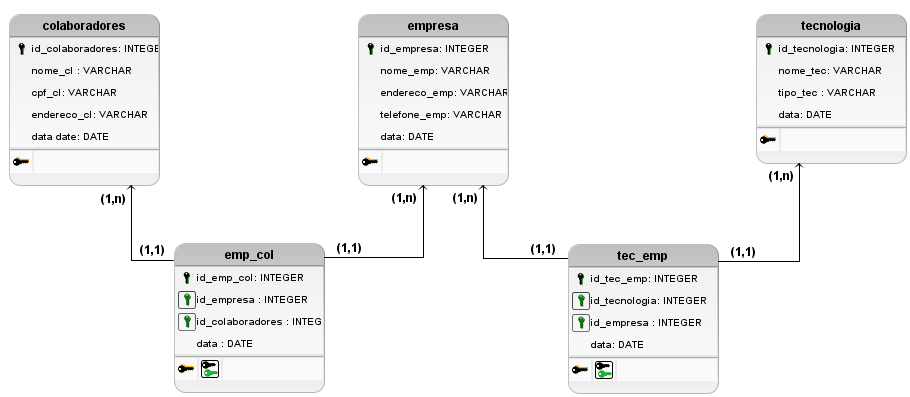 colaboradores
id_colaboradores: INTEGE
nome_cl : VARCHAR
cpf_cl: VARCHAR
endereco_cl: VARCHAR
data date: DATE
empresa
id_empresa: INTEGER
nome_emp: VARCHAR
endereco_emp: VARCHAR
telefone_emp: VARCHAR
data: DATE
tecnologia
id_tecnologia: INTEGER
nome_tec: VARCHAR
tipo_tec : VARCHAR
data: DATE
(1,n)
(1,n)
(1,n)
(1,n)
(1,1)
(1,1)
(1,1)
(1,1)
emp_col
id_emp_col: INTEGER
id_empresa : INTEGER
id_colaboradores : INTEG
data : DATE
tec_emp
id_tec_emp: INTEGER
id_tecnologia: INTEGER
id_empresa : INTEGER
data: DATE